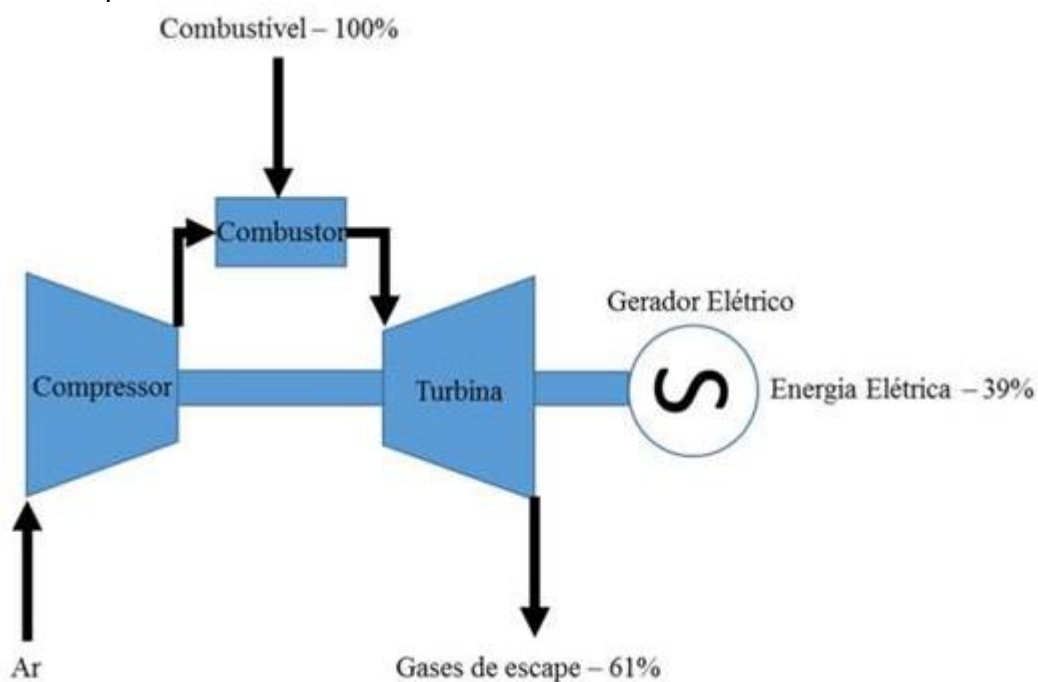 Combustível – 100%
Combustor
Gerador Elétrico
Compressor
Turbina
Energia Elétrica – 39%
Ar
Gases de escape – 61%